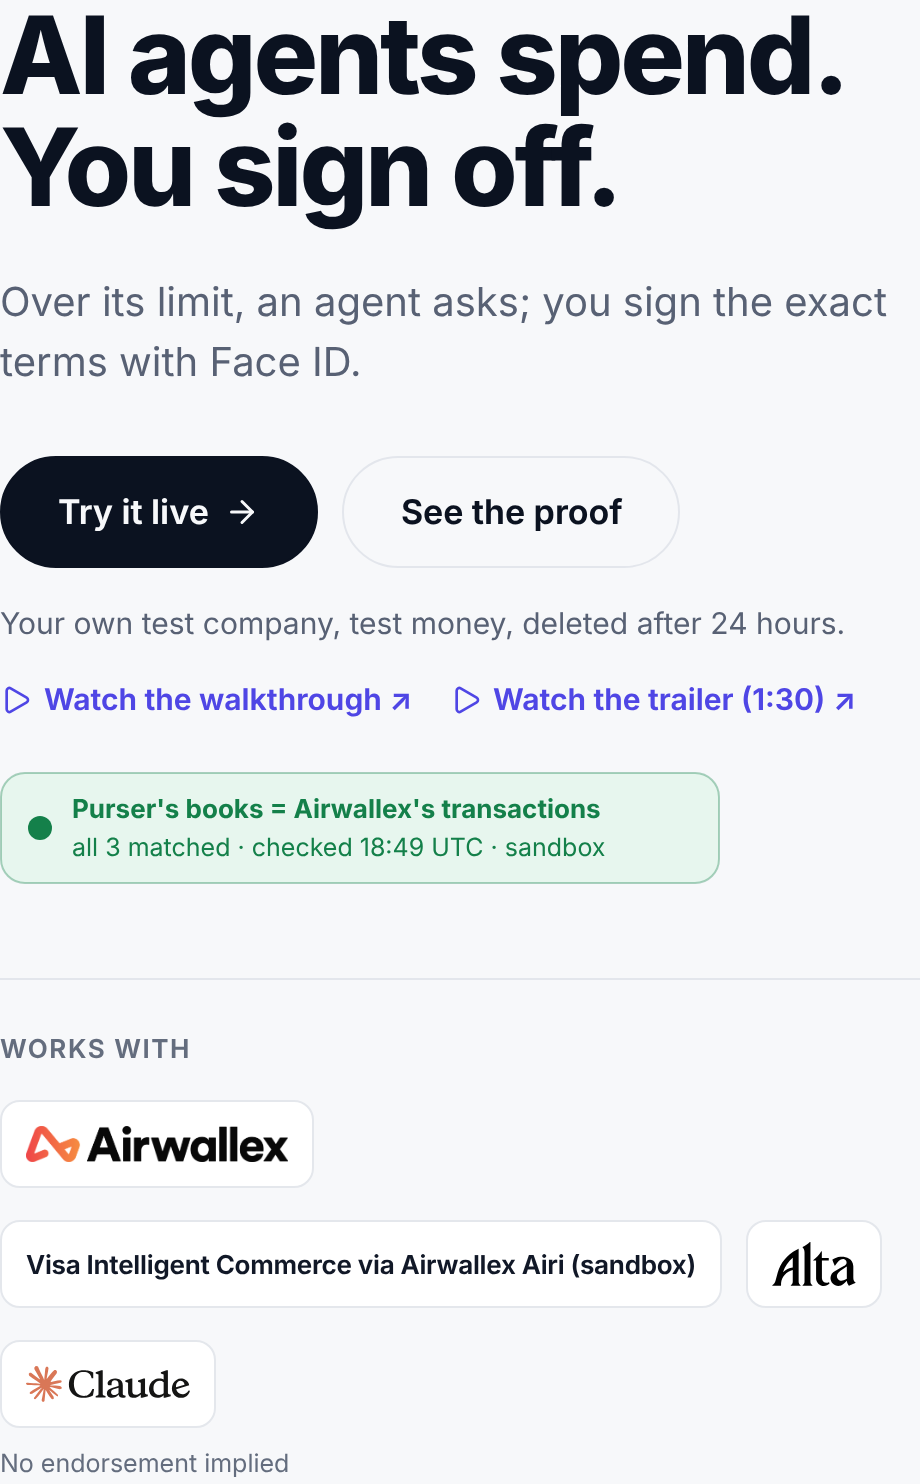 AI agents spend.
You sign off.
Over its limit, an agent asks; you sign the exact
terms with Face ID.
Try it live →
See the proof
Your own test company, test money, deleted after 24 hours.
Watch the walkthrough ↗
Watch the trailer (1:30) ↗
Purser's books = Airwallex's transactions
all 3 matched · checked 18:49 UTC · sandbox
WORKS WITH
Airwallex
Visa Intelligent Commerce via Airwallex Airi (sandbox)
Alta
Claude
No endorsement implied